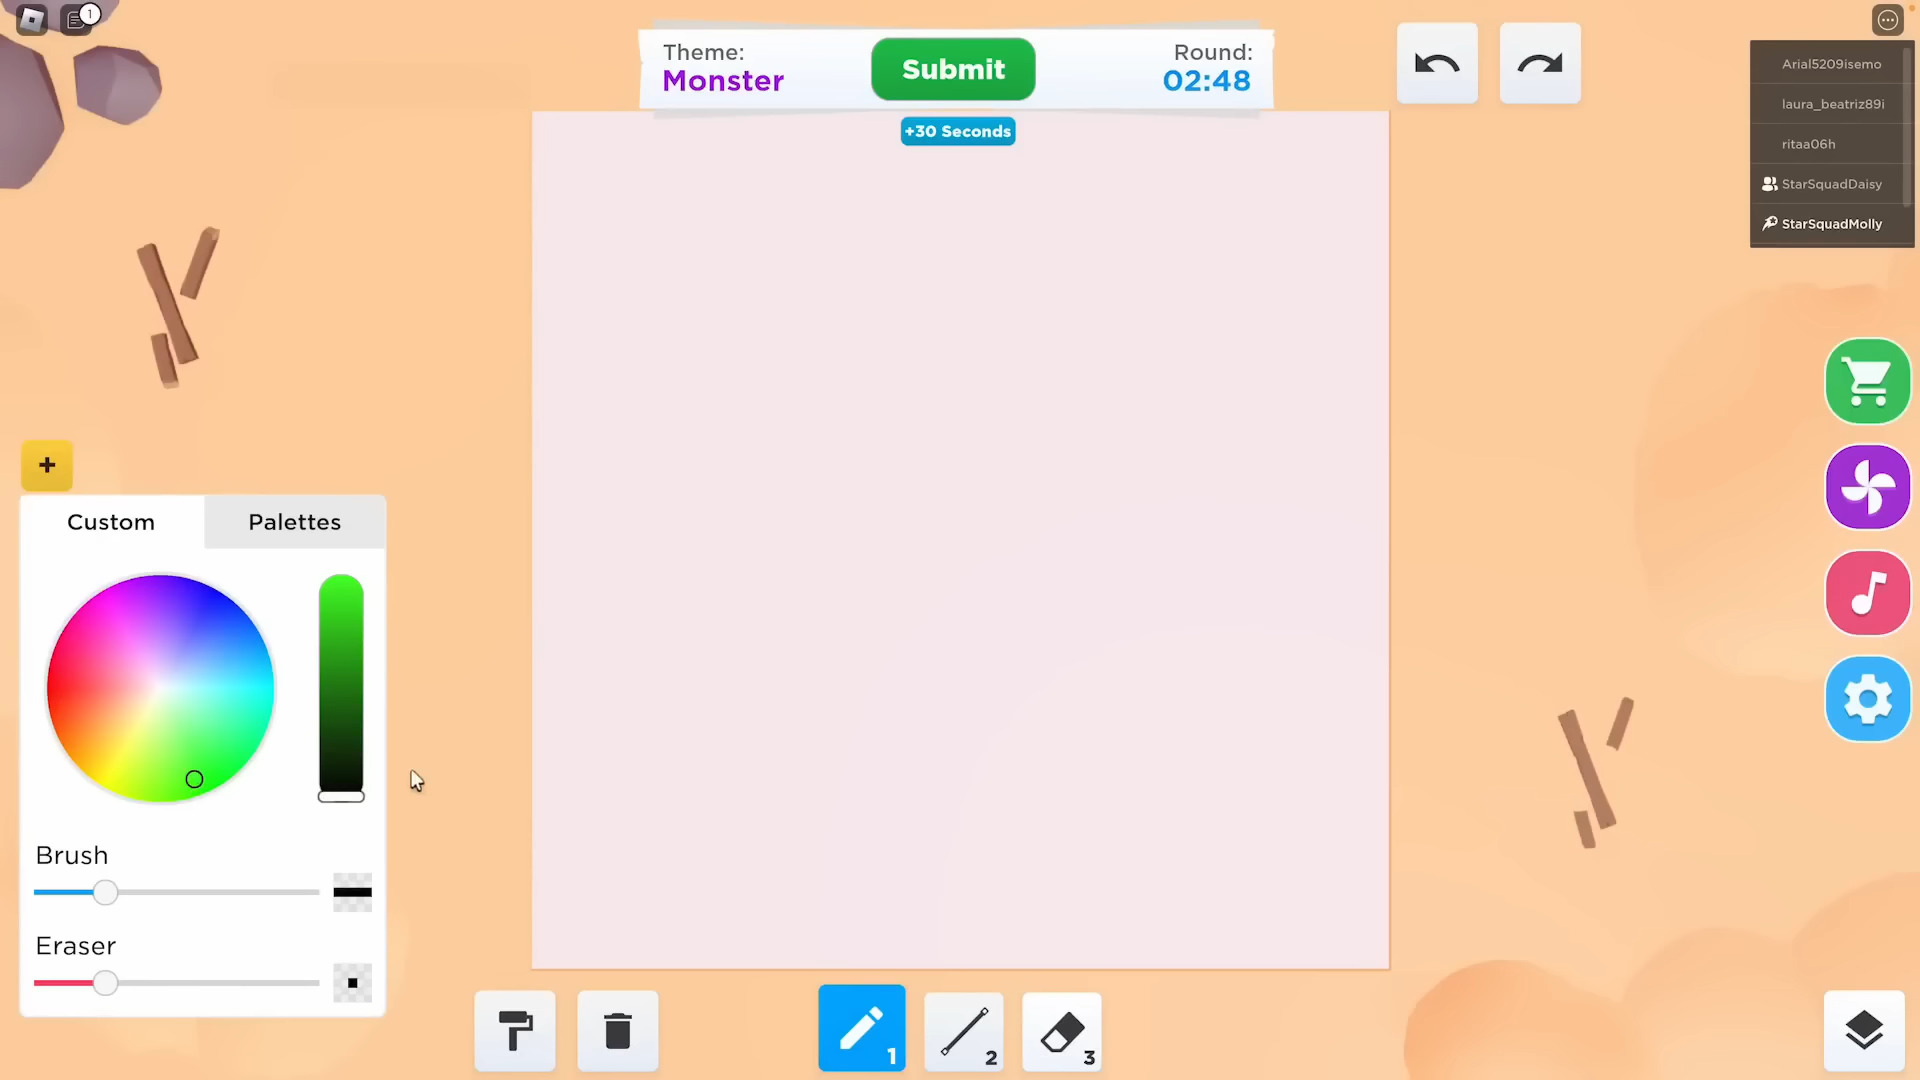 1
Theme:
Monster
Submit
Round:
02:48
+30 Seconds
Arial5209isemo
laura_beatriz89i
ritaa06h
StarSquadDaisy
StarSquadMolly
+
Custom
Palettes
Brush
Eraser
1
2
3